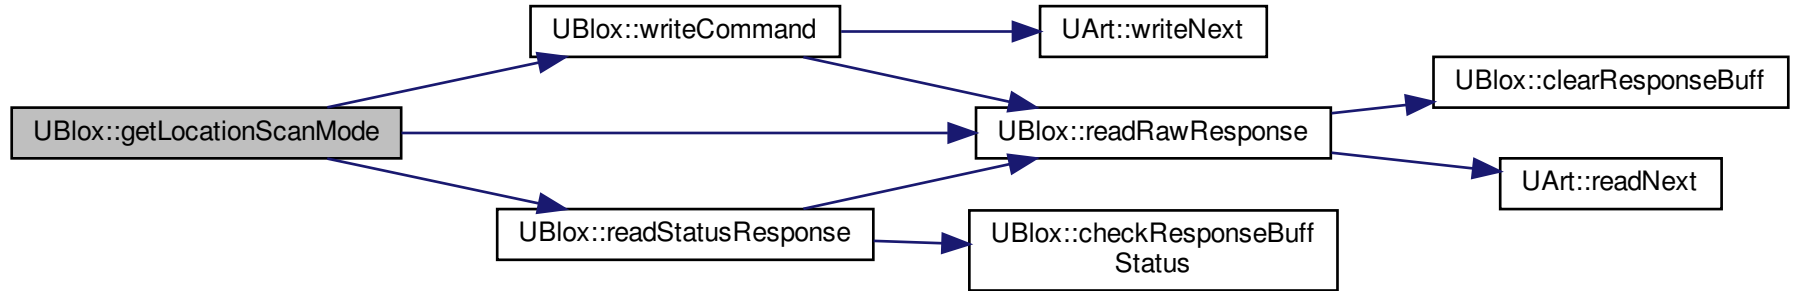 UBlox::getLocationScanMode
UBlox::writeCommand
UBlox::readStatusResponse
UArt::writeNext
UBlox::readRawResponse
UBlox::checkResponseBuff
Status
UBlox::clearResponseBuff
UArt::readNext